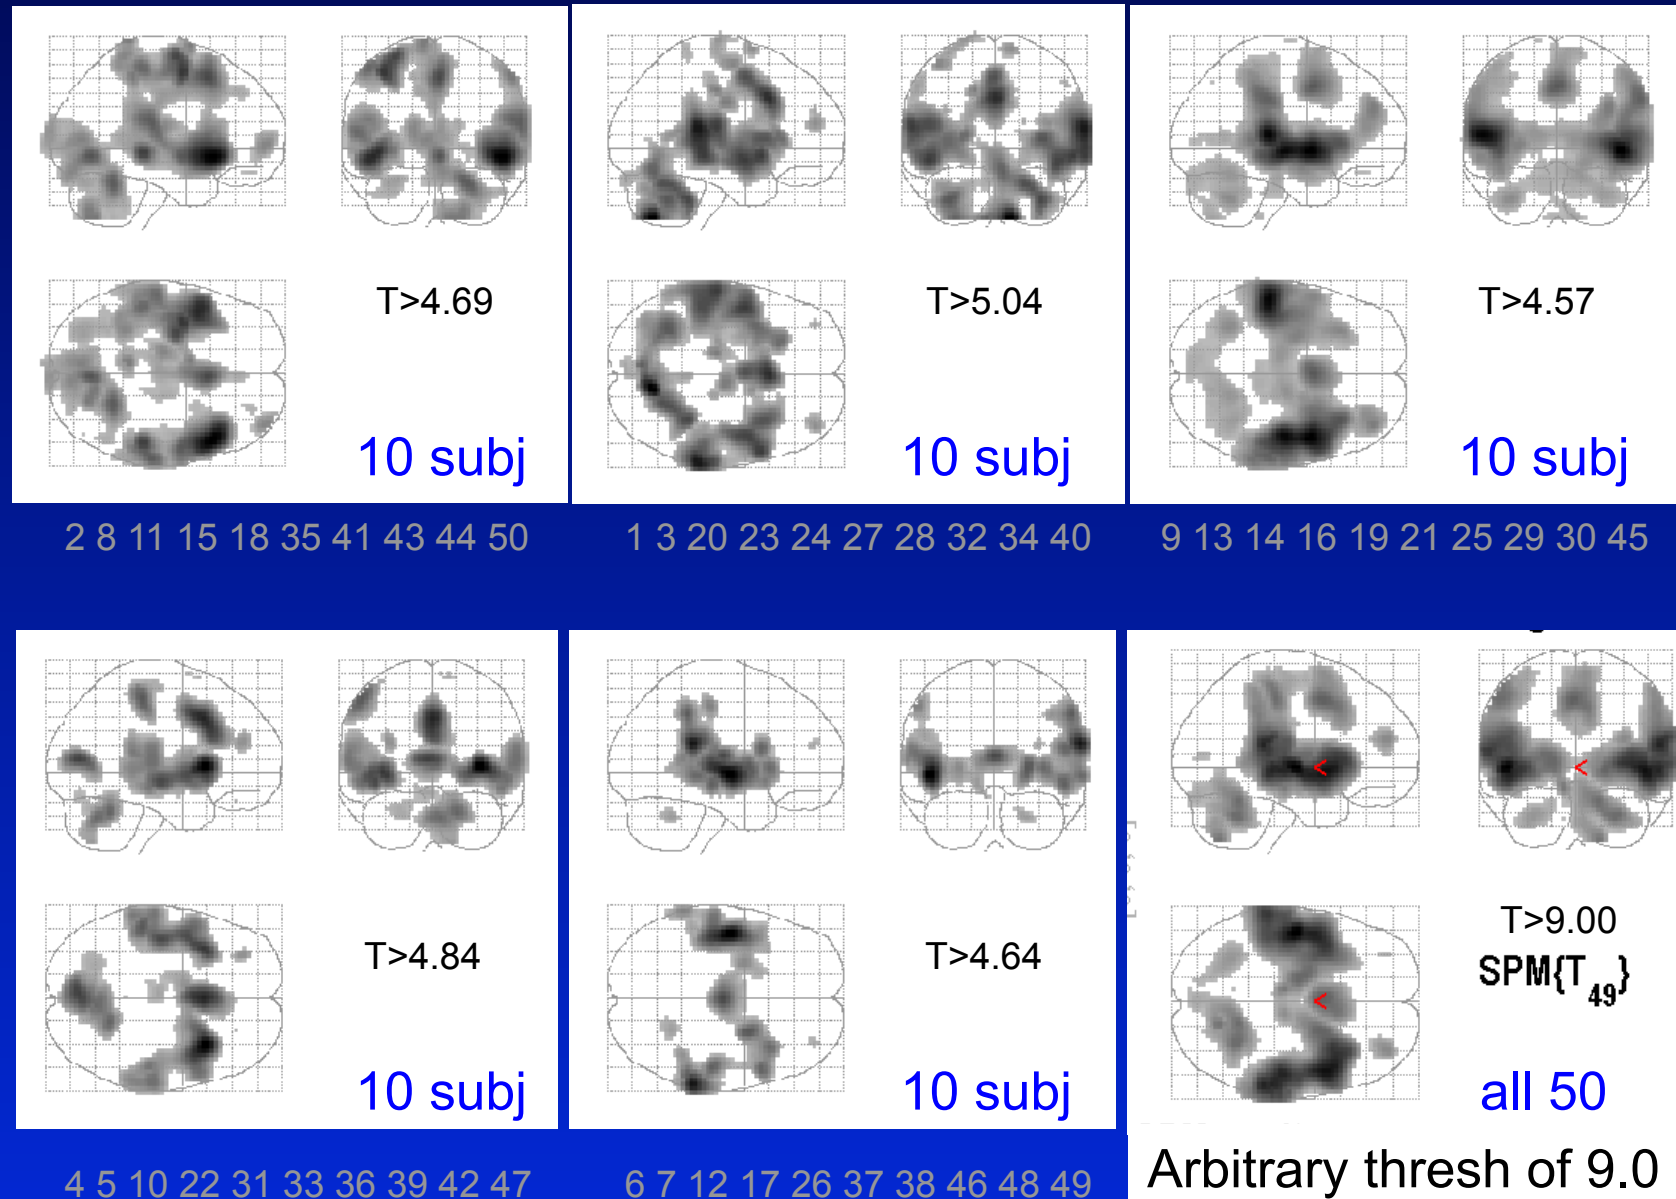 T>4.69
10 subj
2 8 11 15 18 35 41 43 44 50
T>5.04
10 subj
1 3 20 23 24 27 28 32 34 40
T>4.57
10 subj
9 13 14 16 19 21 25 29 30 45
T>4.84
10 subj
4 5 10 22 31 33 36 39 42 47
T>4.64
10 subj
6 7 12 17 26 37 38 46 48 49
<
<
<
T>9.00
SPM{T49}
all 50
Arbitrary thresh of 9.0